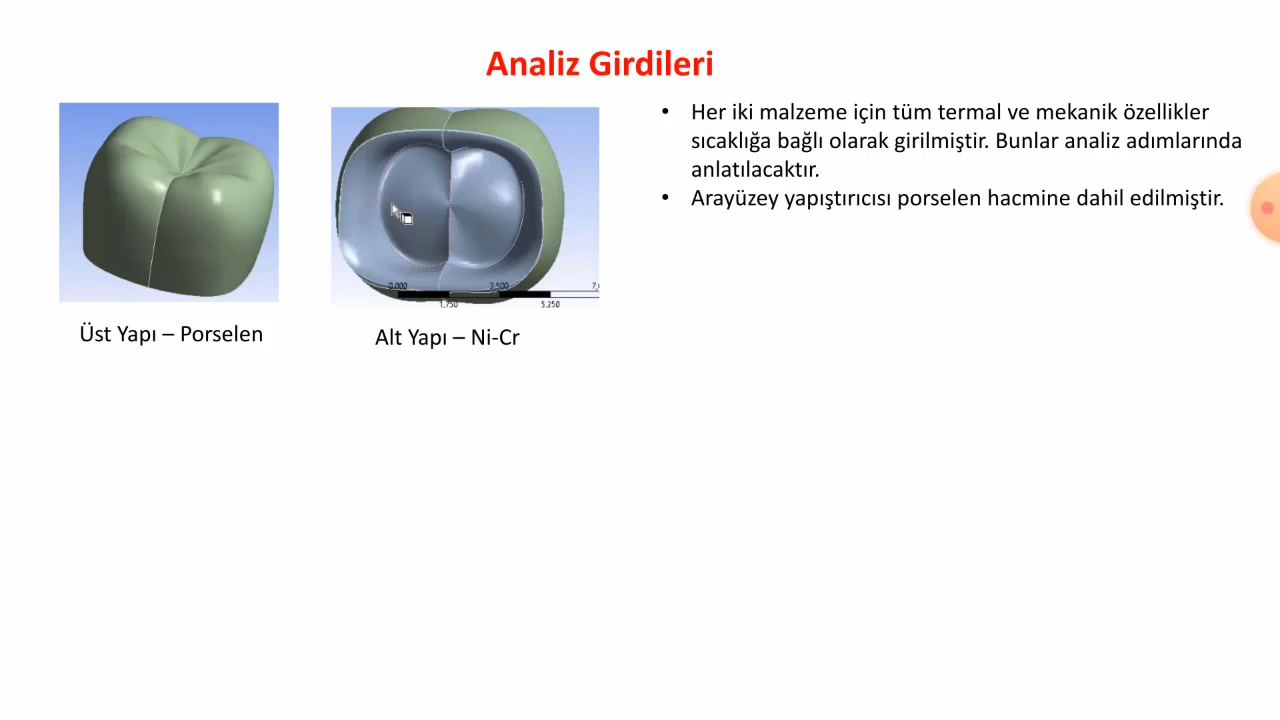 Analiz Girdileri
• Her iki malzeme için tüm termal ve mekanik özellikler
sıcaklığa bağlı olarak girilmiştir. Bunlar analiz adımlarında
anlatılacaktır.
• Arayüzey yapıştırıcısı porselen hacmine dahil edilmiştir.
0,000 3,500 7,
1,750 5,250
Üst Yapı – Porselen
Alt Yapı – Ni-Cr